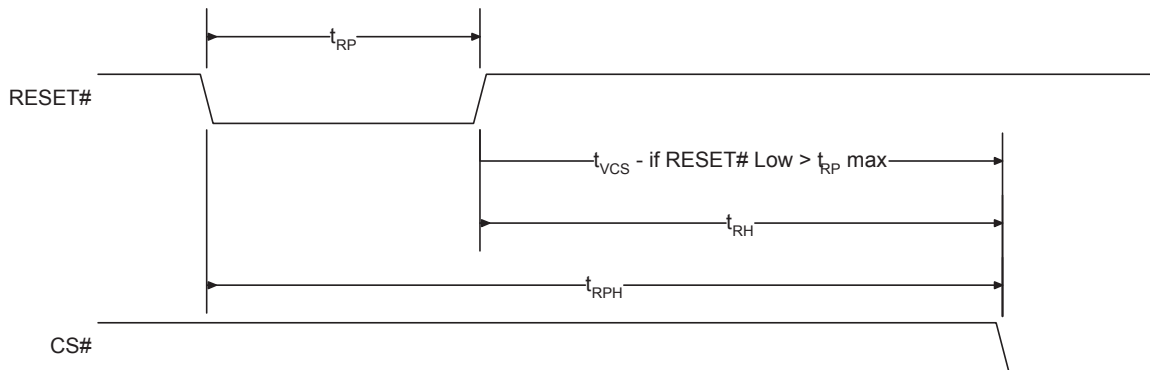 tRP
RESET#
tVCS - if RESET# Low > tRP max
tRH
tRPH
CS#